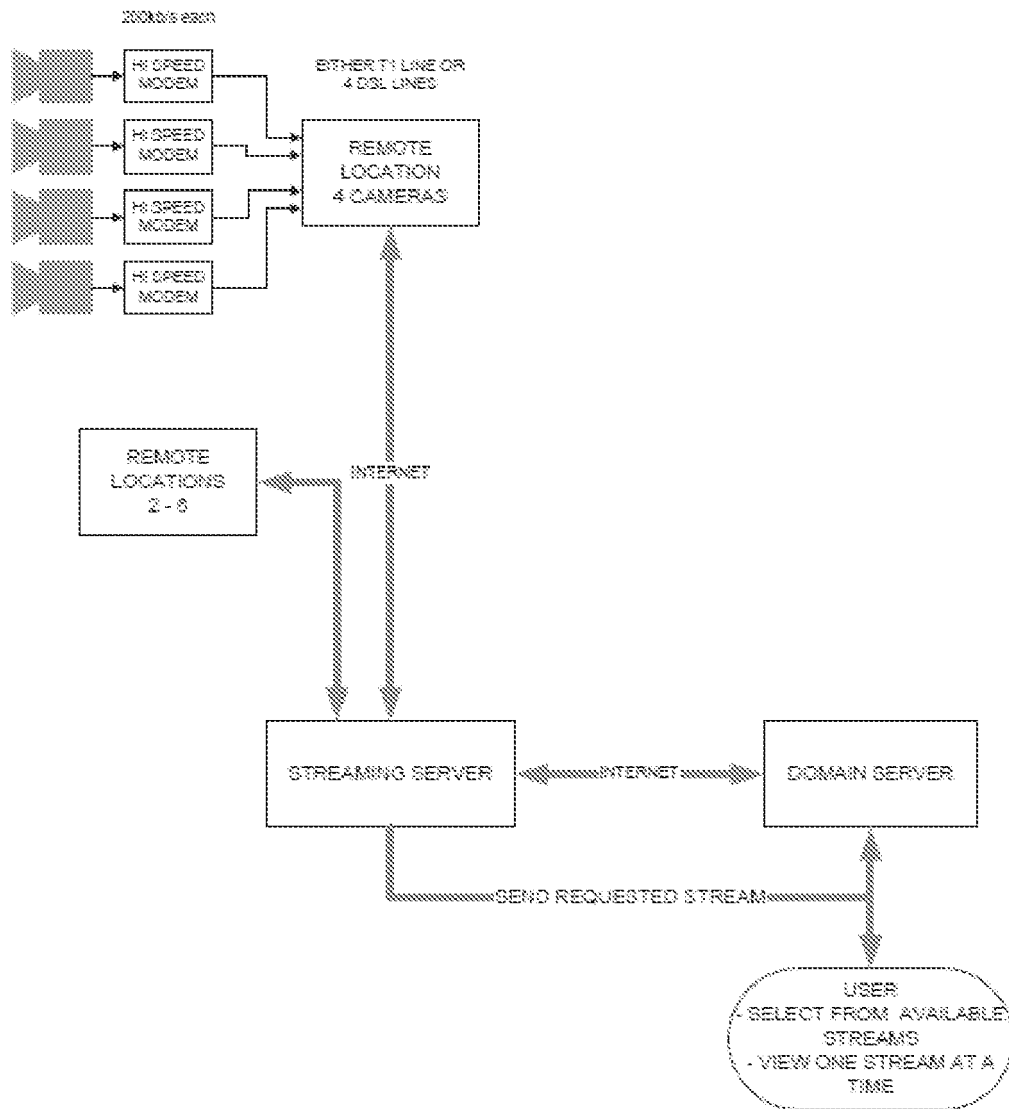 200kb/s each
HI SPEED
MODEM
EITHER T1 LINE OR
4 DSL LINES
HI SPEED
MODEM
REMOTE
LOCATION
4 CAMERAS
HI SPEED
MODEM
HI SPEED
MODEM
REMOTE
LOCATIONS
2 - 6
INTERNET
STREAMING SERVER
INTERNET
DOMAIN SERVER
SEND REQUESTED STREAM
USER
- SELECT FROM AVAILABLE
STREAMS
- VIEW ONE STREAM AT A
TIME